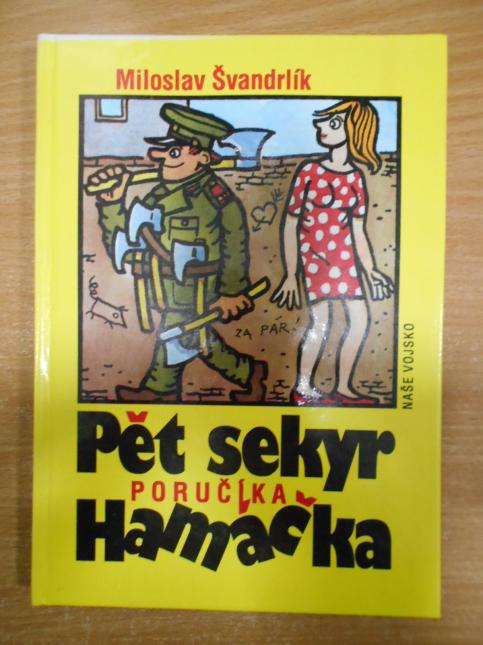 Miloslav Švandrlík
ZA PÁR!
NAŠE VOJSKO
Pět sekyr
PORUČÍKA
Hamáčka